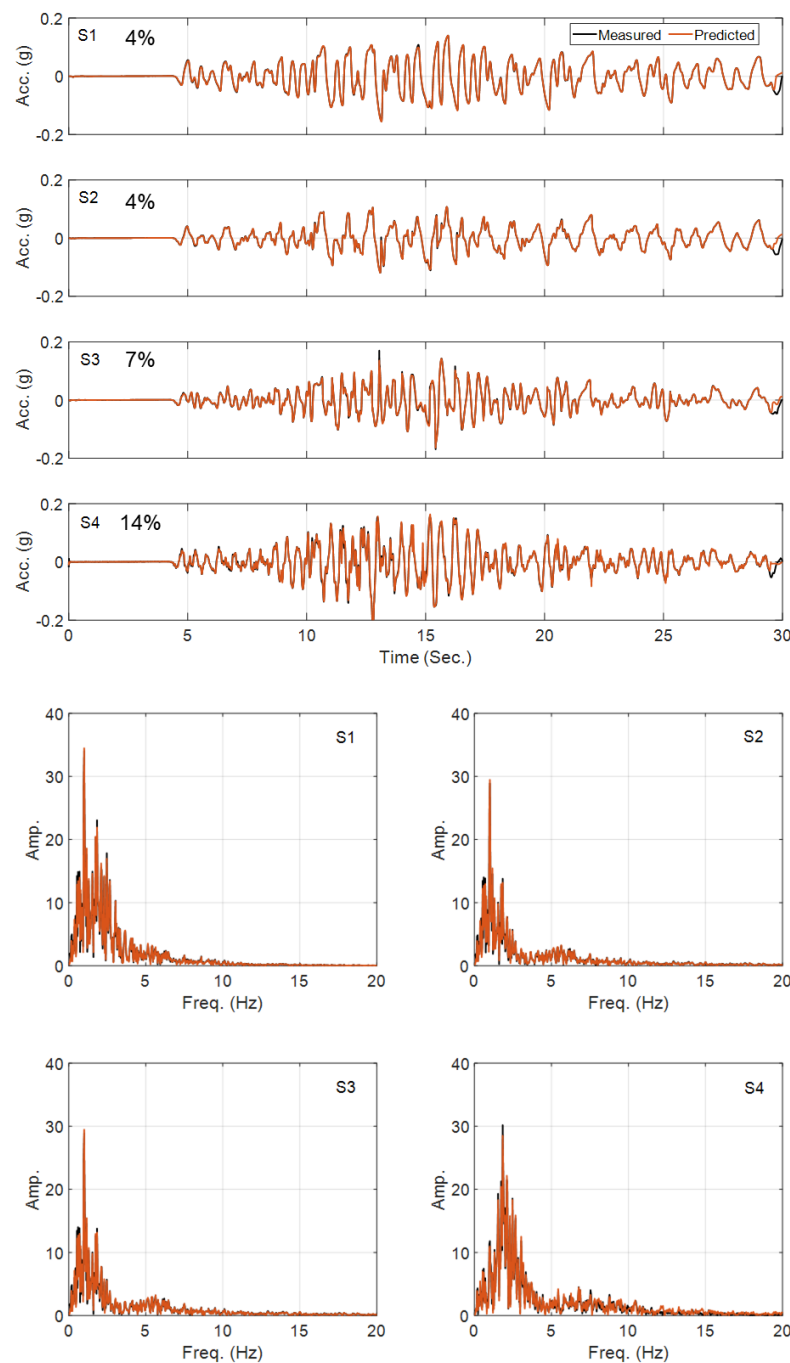 S1 4%
Measured Predicted
Acc. (g)
0.2
0
-0.2
S2 4%
Acc. (g)
0.2
0
-0.2
S3 7%
Acc. (g)
0.2
0
-0.2
S4 14%
Acc. (g)
0.2
0
-0.2
0 5 10 15 20 25 30
Time (Sec.)
S1
Amp.
40
30
20
10
0
0 5 10 15 20
Freq. (Hz)
S2
Amp.
40
30
20
10
0
0 5 10 15 20
Freq. (Hz)
S3
Amp.
40
30
20
10
0
0 5 10 15 20
Freq. (Hz)
S4
Amp.
40
30
20
10
0
0 5 10 15 20
Freq. (Hz)